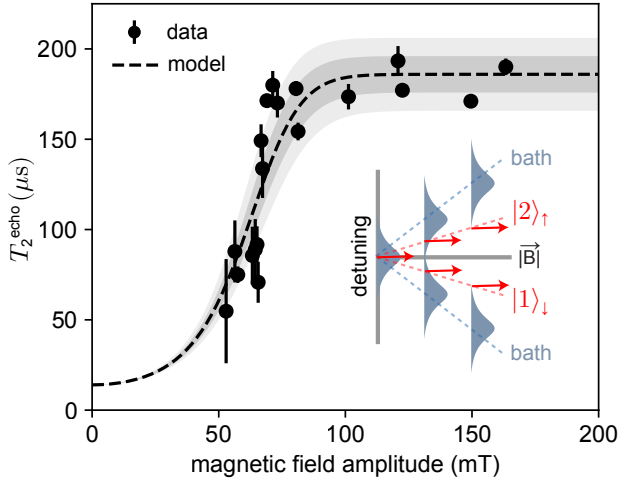 data
model
T₂ᵉᶜʰᵒ (μs)
200
150
100
50
0
0
50
100
150
200
magnetic field amplitude (mT)
detuning
bath
|2⟩↑
|B⃗|
|1⟩↓
bath